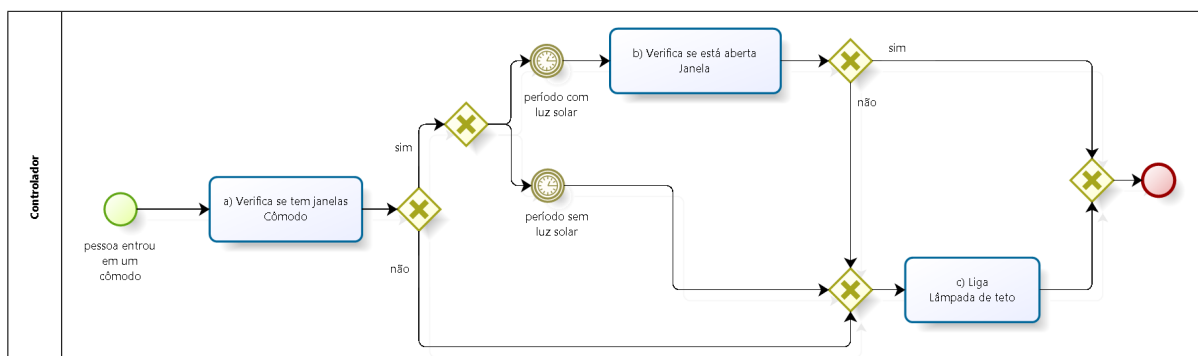 Controlador
pessoa entrou
em um
cômodo
a) Verifica se tem janelas
Cômodo
sim
não
período com
luz solar
período sem
luz solar
b) Verifica se está aberta
Janela
sim
não
c) Liga
Lâmpada de teto